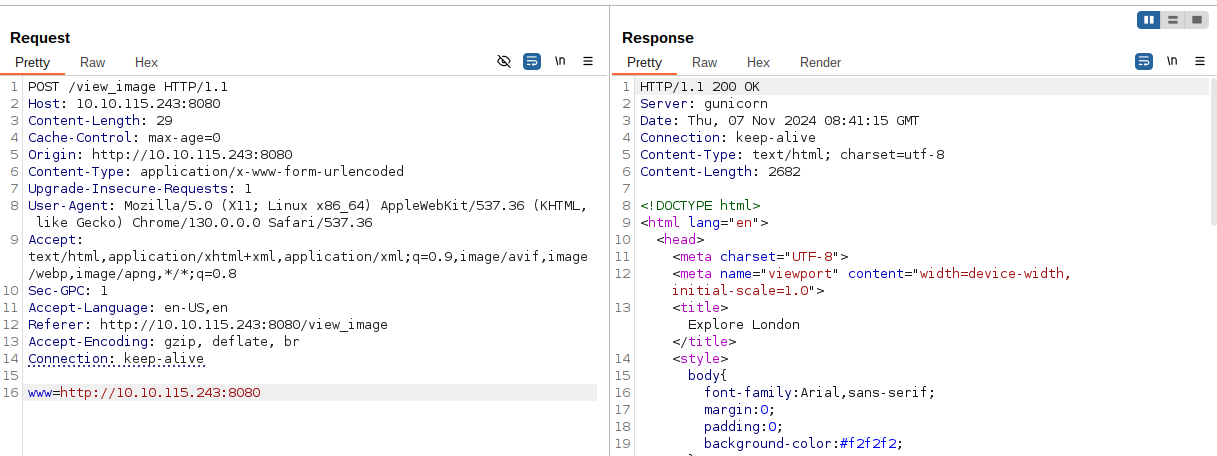 Request
Pretty Raw Hex \n
1 POST /view_image HTTP/1.1
2 Host: 10.10.115.243:8080
3 Content-Length: 29
4 Cache-Control: max-age=0
5 Origin: http://10.10.115.243:8080
6 Content-Type: application/x-www-form-urlencoded
7 Upgrade-Insecure-Requests: 1
8 User-Agent: Mozilla/5.0 (X11; Linux x86_64) AppleWebKit/537.36 (KHTML,
like Gecko) Chrome/130.0.0.0 Safari/537.36
9 Accept:
text/html,application/xhtml+xml,application/xml;q=0.9,image/avif,image
/webp,image/apng,*/*;q=0.8
10 Sec-GPC: 1
11 Accept-Language: en-US,en
12 Referer: http://10.10.115.243:8080/view_image
13 Accept-Encoding: gzip, deflate, br
14 Connection: keep-alive
15
16 www=http://10.10.115.243:8080
Response
Pretty Raw Hex Render \n
1 HTTP/1.1 200 OK
2 Server: gunicorn
3 Date: Thu, 07 Nov 2024 08:41:15 GMT
4 Connection: keep-alive
5 Content-Type: text/html; charset=utf-8
6 Content-Length: 2682
7
8 <!DOCTYPE html>
9 <html lang="en">
10 <head>
11 <meta charset="UTF-8">
12 <meta name="viewport" content="width=device-width,
initial-scale=1.0">
13 <title>
Explore London
</title>
14 <style>
15 body{
16 font-family:Arial,sans-serif;
17 margin:0;
18 padding:0;
19 background-color:#f2f2f2;